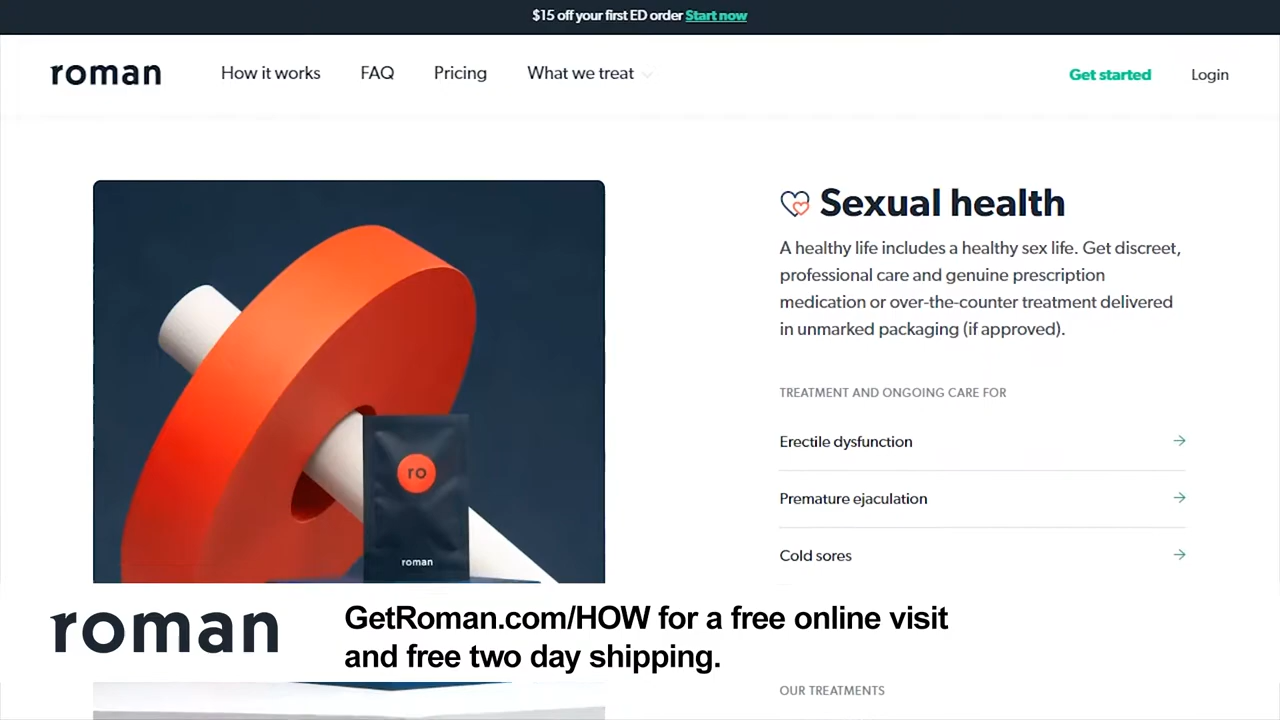 $15 off your first ED order Start now
roman
How it works
FAQ
Pricing
What we treat
Get started
Login
Sexual health
A healthy life includes a healthy sex life. Get discreet,
professional care and genuine prescription
medication or over-the-counter treatment delivered
in unmarked packaging (if approved).
TREATMENT AND ONGOING CARE FOR
Erectile dysfunction
Premature ejaculation
Cold sores
ro
roman
roman
GetRoman.com/HOW for a free online visit
and free two day shipping.
OUR TREATMENTS